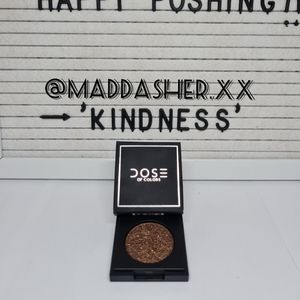 HAPPY POSHING!
@MADDASHER.XX
→ 'KINDNESS' ←
DOSE
OF COLORS